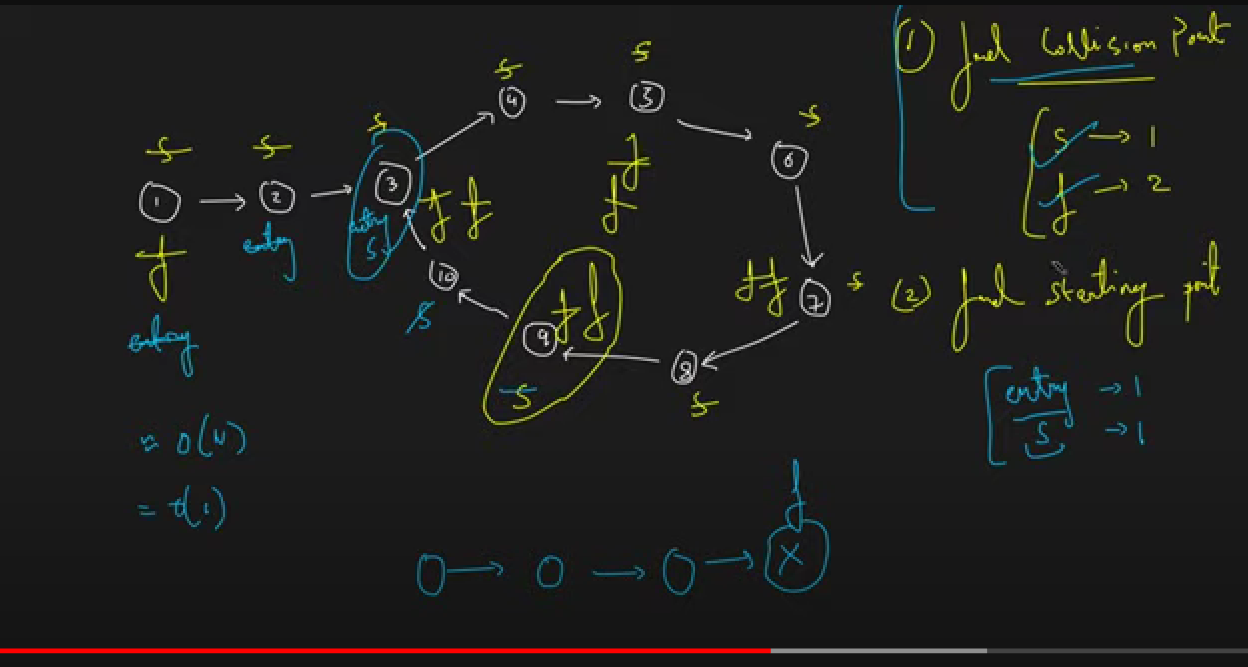 ① find Collision Point
s → 1
f → 2
s s s s s s
① → ② → ③ → ④ → ⑤ ⑥
f f f f
f
entry entry entry
s
⑩ s
f f ⑦ s
(2) find starting point
⑨ f f
s
⑧
s
entry → 1
s → 1
≈ O(N)
= O(1)
f
O → O → O → X